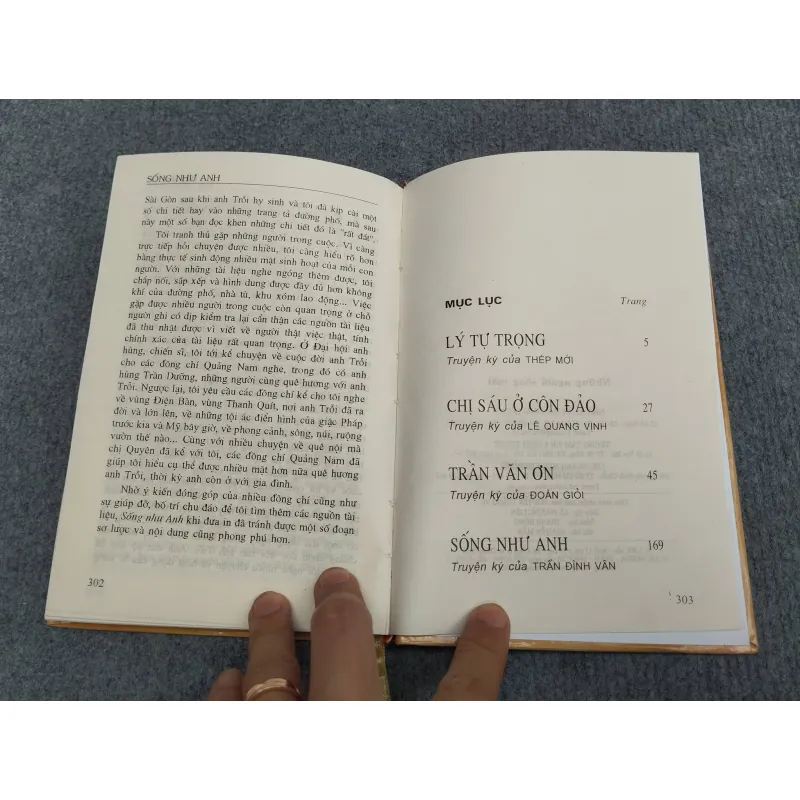 SỐNG NHƯ ANH
Sài Gòn sau khi anh Trỗi hy sinh và tôi đã kịp cài một
số chi tiết hay vào những trang tả đường phố, mà sau
này một số bạn đọc khen những chi tiết đó là "rất đắt".
Tôi tranh thủ gặp những người trong cuộc. Vì càng
trực tiếp hỏi chuyện được nhiều, tôi càng hiểu rõ hơn
bằng thực tế sinh động nhiều mặt sinh hoạt của mỗi con
người. Với những tài liệu nghe ngóng thêm được, tôi
chắp nối, sắp xếp và hình dung được đầy đủ hơn không
khí của đường phố, nhà tù, khu xóm lao động... Việc
gặp được nhiều người trong cuộc còn quan trọng ở chỗ
người ghi có dịp kiểm tra lại cẩn thận các nguồn tài liệu
đã thu nhặt được vì viết về người thật việc thật, tính
chính xác của tài liệu rất quan trọng. Ở Đại hội anh
hùng, chiến sĩ, tôi tới kể chuyện về cuộc đời anh Trỗi
cho các đồng chí Quảng Nam nghe, trong đó có anh
hùng Trần Dưỡng, những người cùng quê hương với anh
Trỗi. Ngược lại, tôi yêu cầu các đồng chí kể cho tôi nghe
về vùng Điện Bàn, vùng Thanh Quít, nơi anh Trỗi đã ra
đời và lớn lên, về những tội ác điển hình của giặc Pháp
trước kia và Mỹ bây giờ, về phong cảnh, sông, núi, ruộng
vườn thế nào... Cùng với nhiều chuyện về quê nội mà
chị Quyên đã kể với tôi, các đồng chí Quảng Nam đã
giúp tôi hiểu cụ thể được nhiều mặt hơn nữa quê hương
anh Trỗi, thời kỳ anh còn ở với gia đình.
Nhờ ý kiến đóng góp của nhiều đồng chí cũng như
sự giúp đỡ, bố trí chu đáo để tôi tìm thêm các nguồn tài
liệu, Sống như Anh khi đưa in đã tránh được một số đoạn
sơ lược và nội dung cũng phong phú hơn.
302
MỤC LỤC Trang
LÝ TỰ TRỌNG 5
Truyện ký của THÉP MỚI
CHỊ SÁU Ở CÔN ĐẢO 27
Truyện ký của LÊ QUANG VỊNH
TRẦN VĂN ƠN 45
Truyện ký của ĐOÀN GIỎI
SỐNG NHƯ ANH 169
Truyện ký của TRẦN ĐÌNH VÂN
303